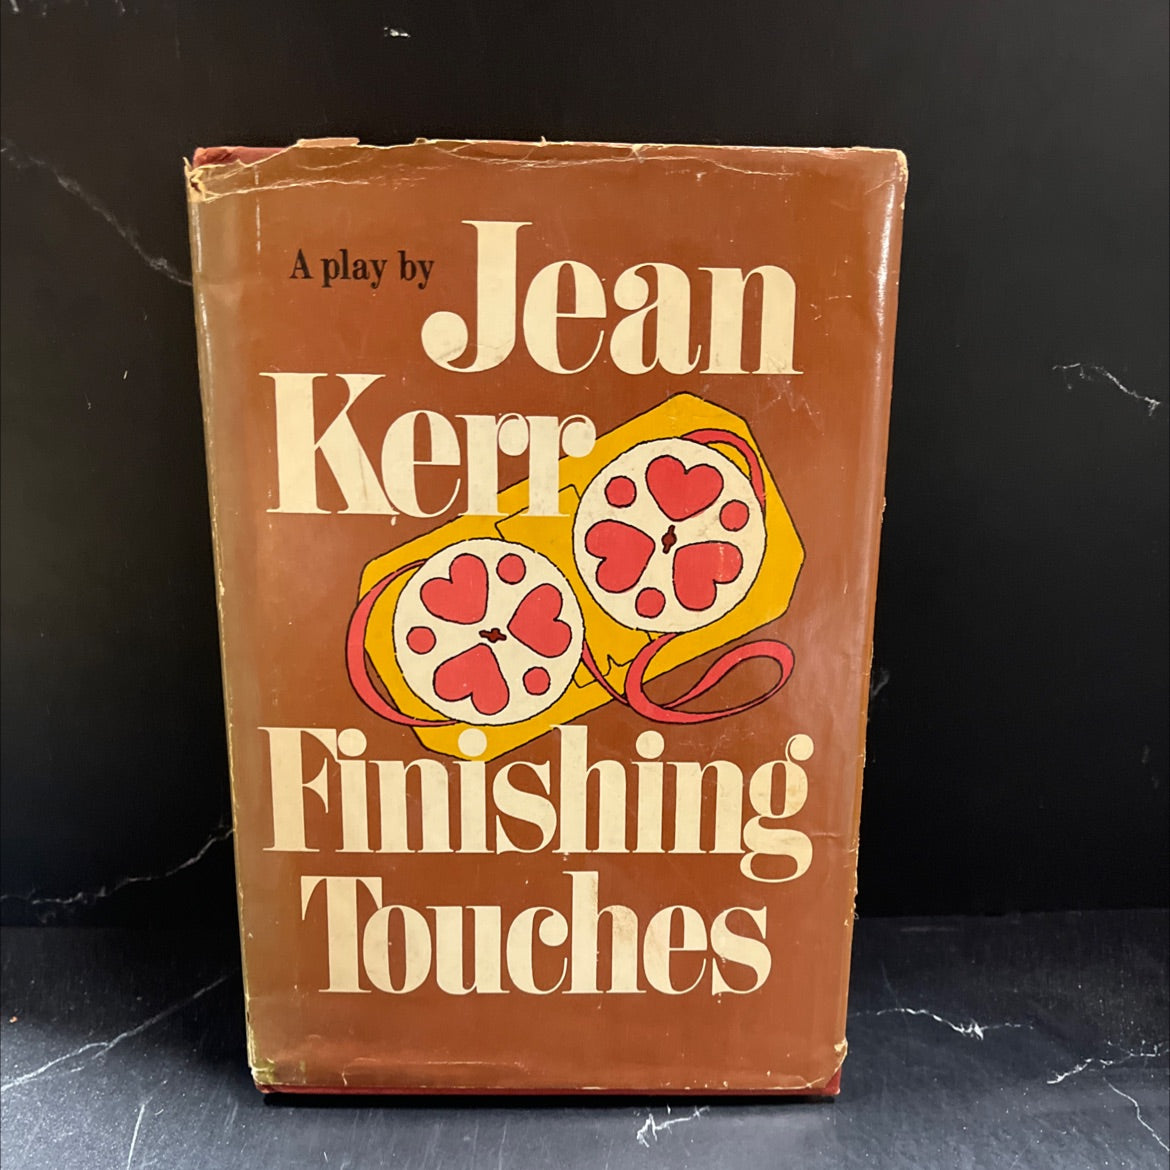 A play by Jean
Kerr
Finishing
Touches